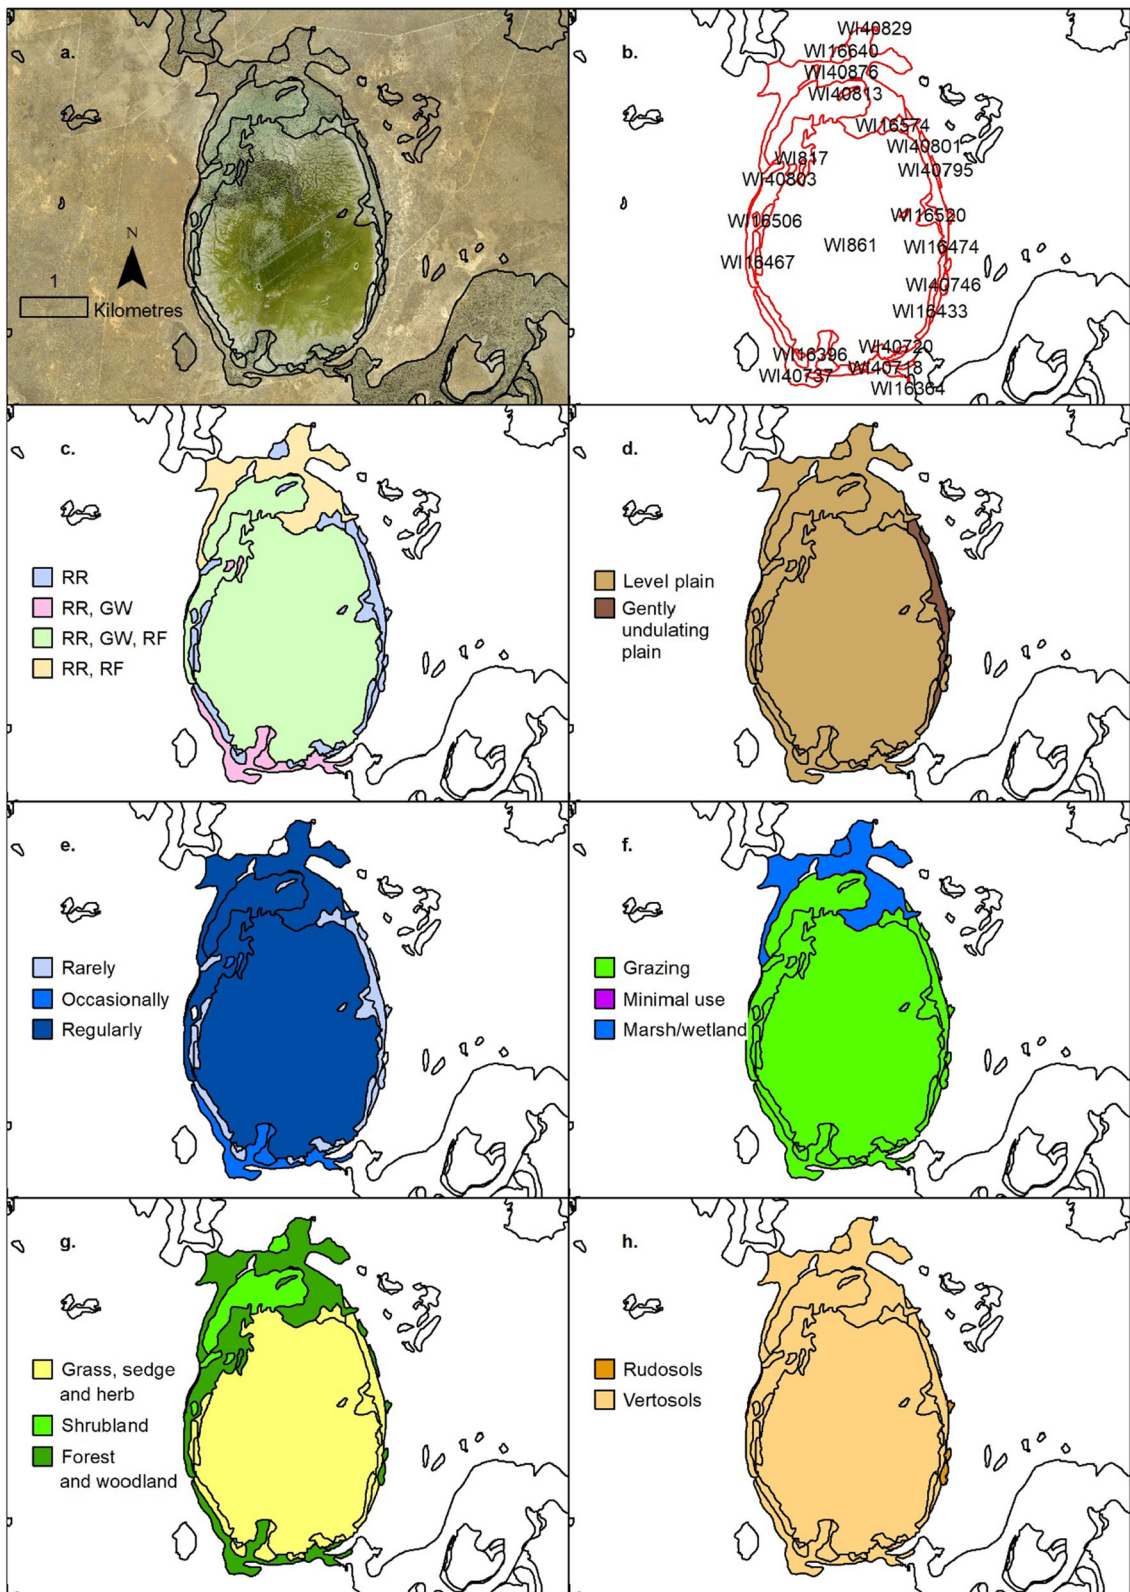 a.
N
1
Kilometres
b.
WI40829
WI16640
WI40876
WI40813
WI16574
WI40801
WI817
WI40795
WI40803
WI16520
WI16506
WI861
WI16474
WI16467
WI40746
WI16433
WI40720
WI16396
WI40718
WI40737
WI16364
c.
RR
RR, GW
RR, GW, RF
RR, RF
d.
Level plain
Gently
undulating
plain
e.
Rarely
Occasionally
Regularly
f.
Grazing
Minimal use
Marsh/wetland
g.
Grass, sedge
and herb
Shrubland
Forest
and woodland
h.
Rudosols
Vertosols